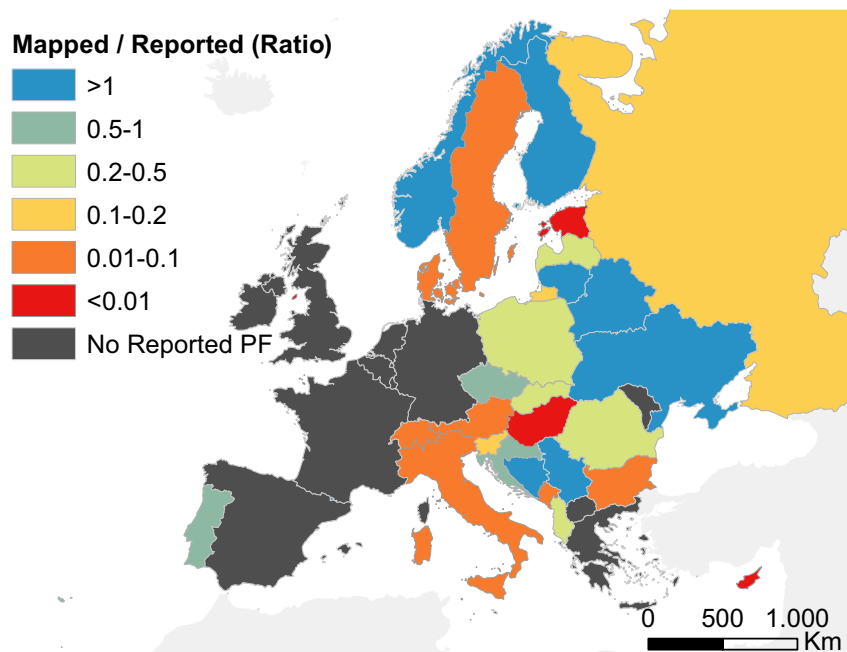 Mapped / Reported (Ratio)
>1
0.5-1
0.2-0.5
0.1-0.2
0.01-0.1
<0.01
No Reported PF
0 500 1.000
Km